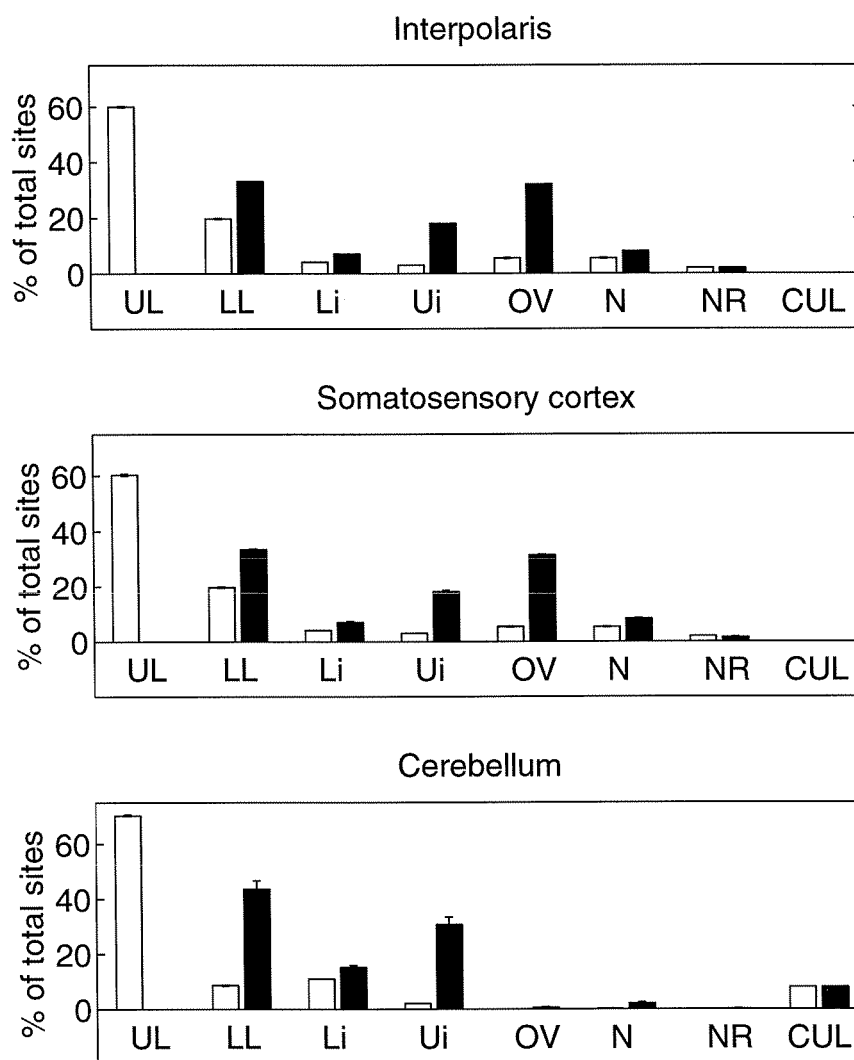 Interpolaris
% of total sites
60
40
20
0
UL LL Li Ui OV N NR CUL
Somatosensory cortex
% of total sites
60
40
20
0
UL LL Li Ui OV N NR CUL
Cerebellum
% of total sites
60
40
20
0
UL LL Li Ui OV N NR CUL